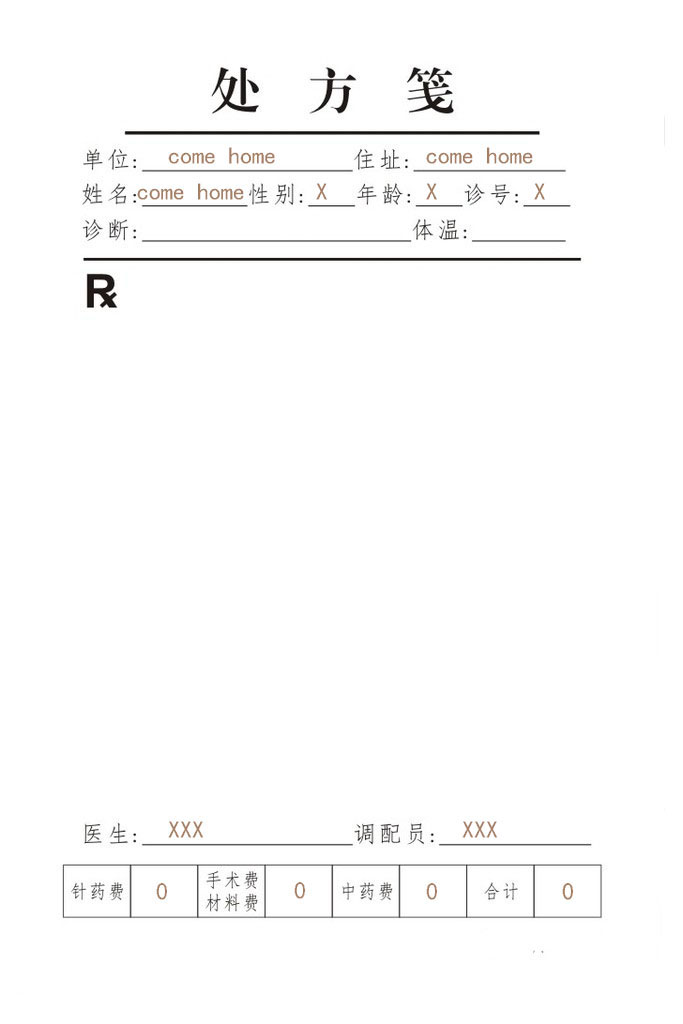 处方笺
单位: come home 住址: come home
姓名: come home 性别: X 年龄: X 诊号: X
诊断: 体温:
Rx
医生: XXX 调配员: XXX
针药费 0 手术费 材料费 0 中药费 0 合计 0